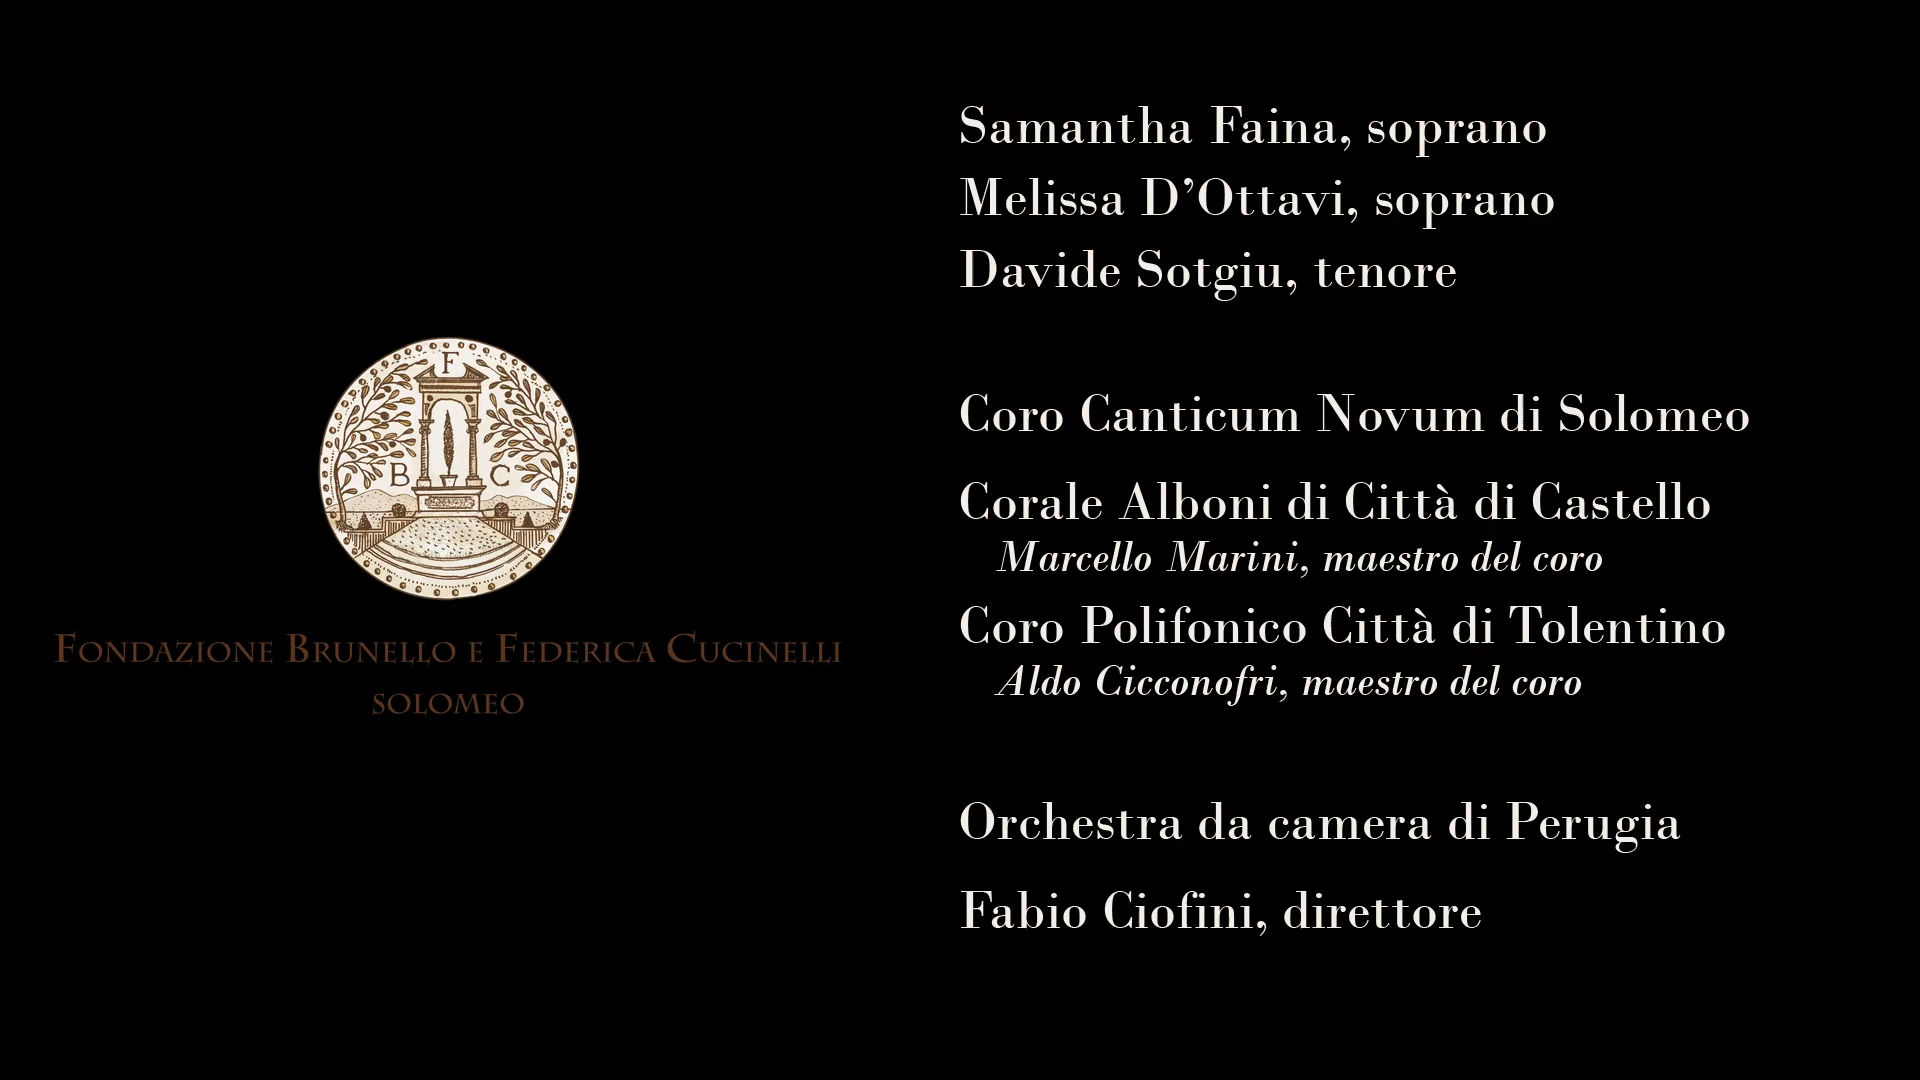 F
B C
Fondazione Brunello e Federica Cucinelli
solomeo
Samantha Faina, soprano
Melissa D’Ottavi, soprano
Davide Sotgiu, tenore
Coro Canticum Novum di Solomeo
Corale Alboni di Città di Castello
Marcello Marini, maestro del coro
Coro Polifonico Città di Tolentino
Aldo Cicconofri, maestro del coro
Orchestra da camera di Perugia
Fabio Ciofini, direttore